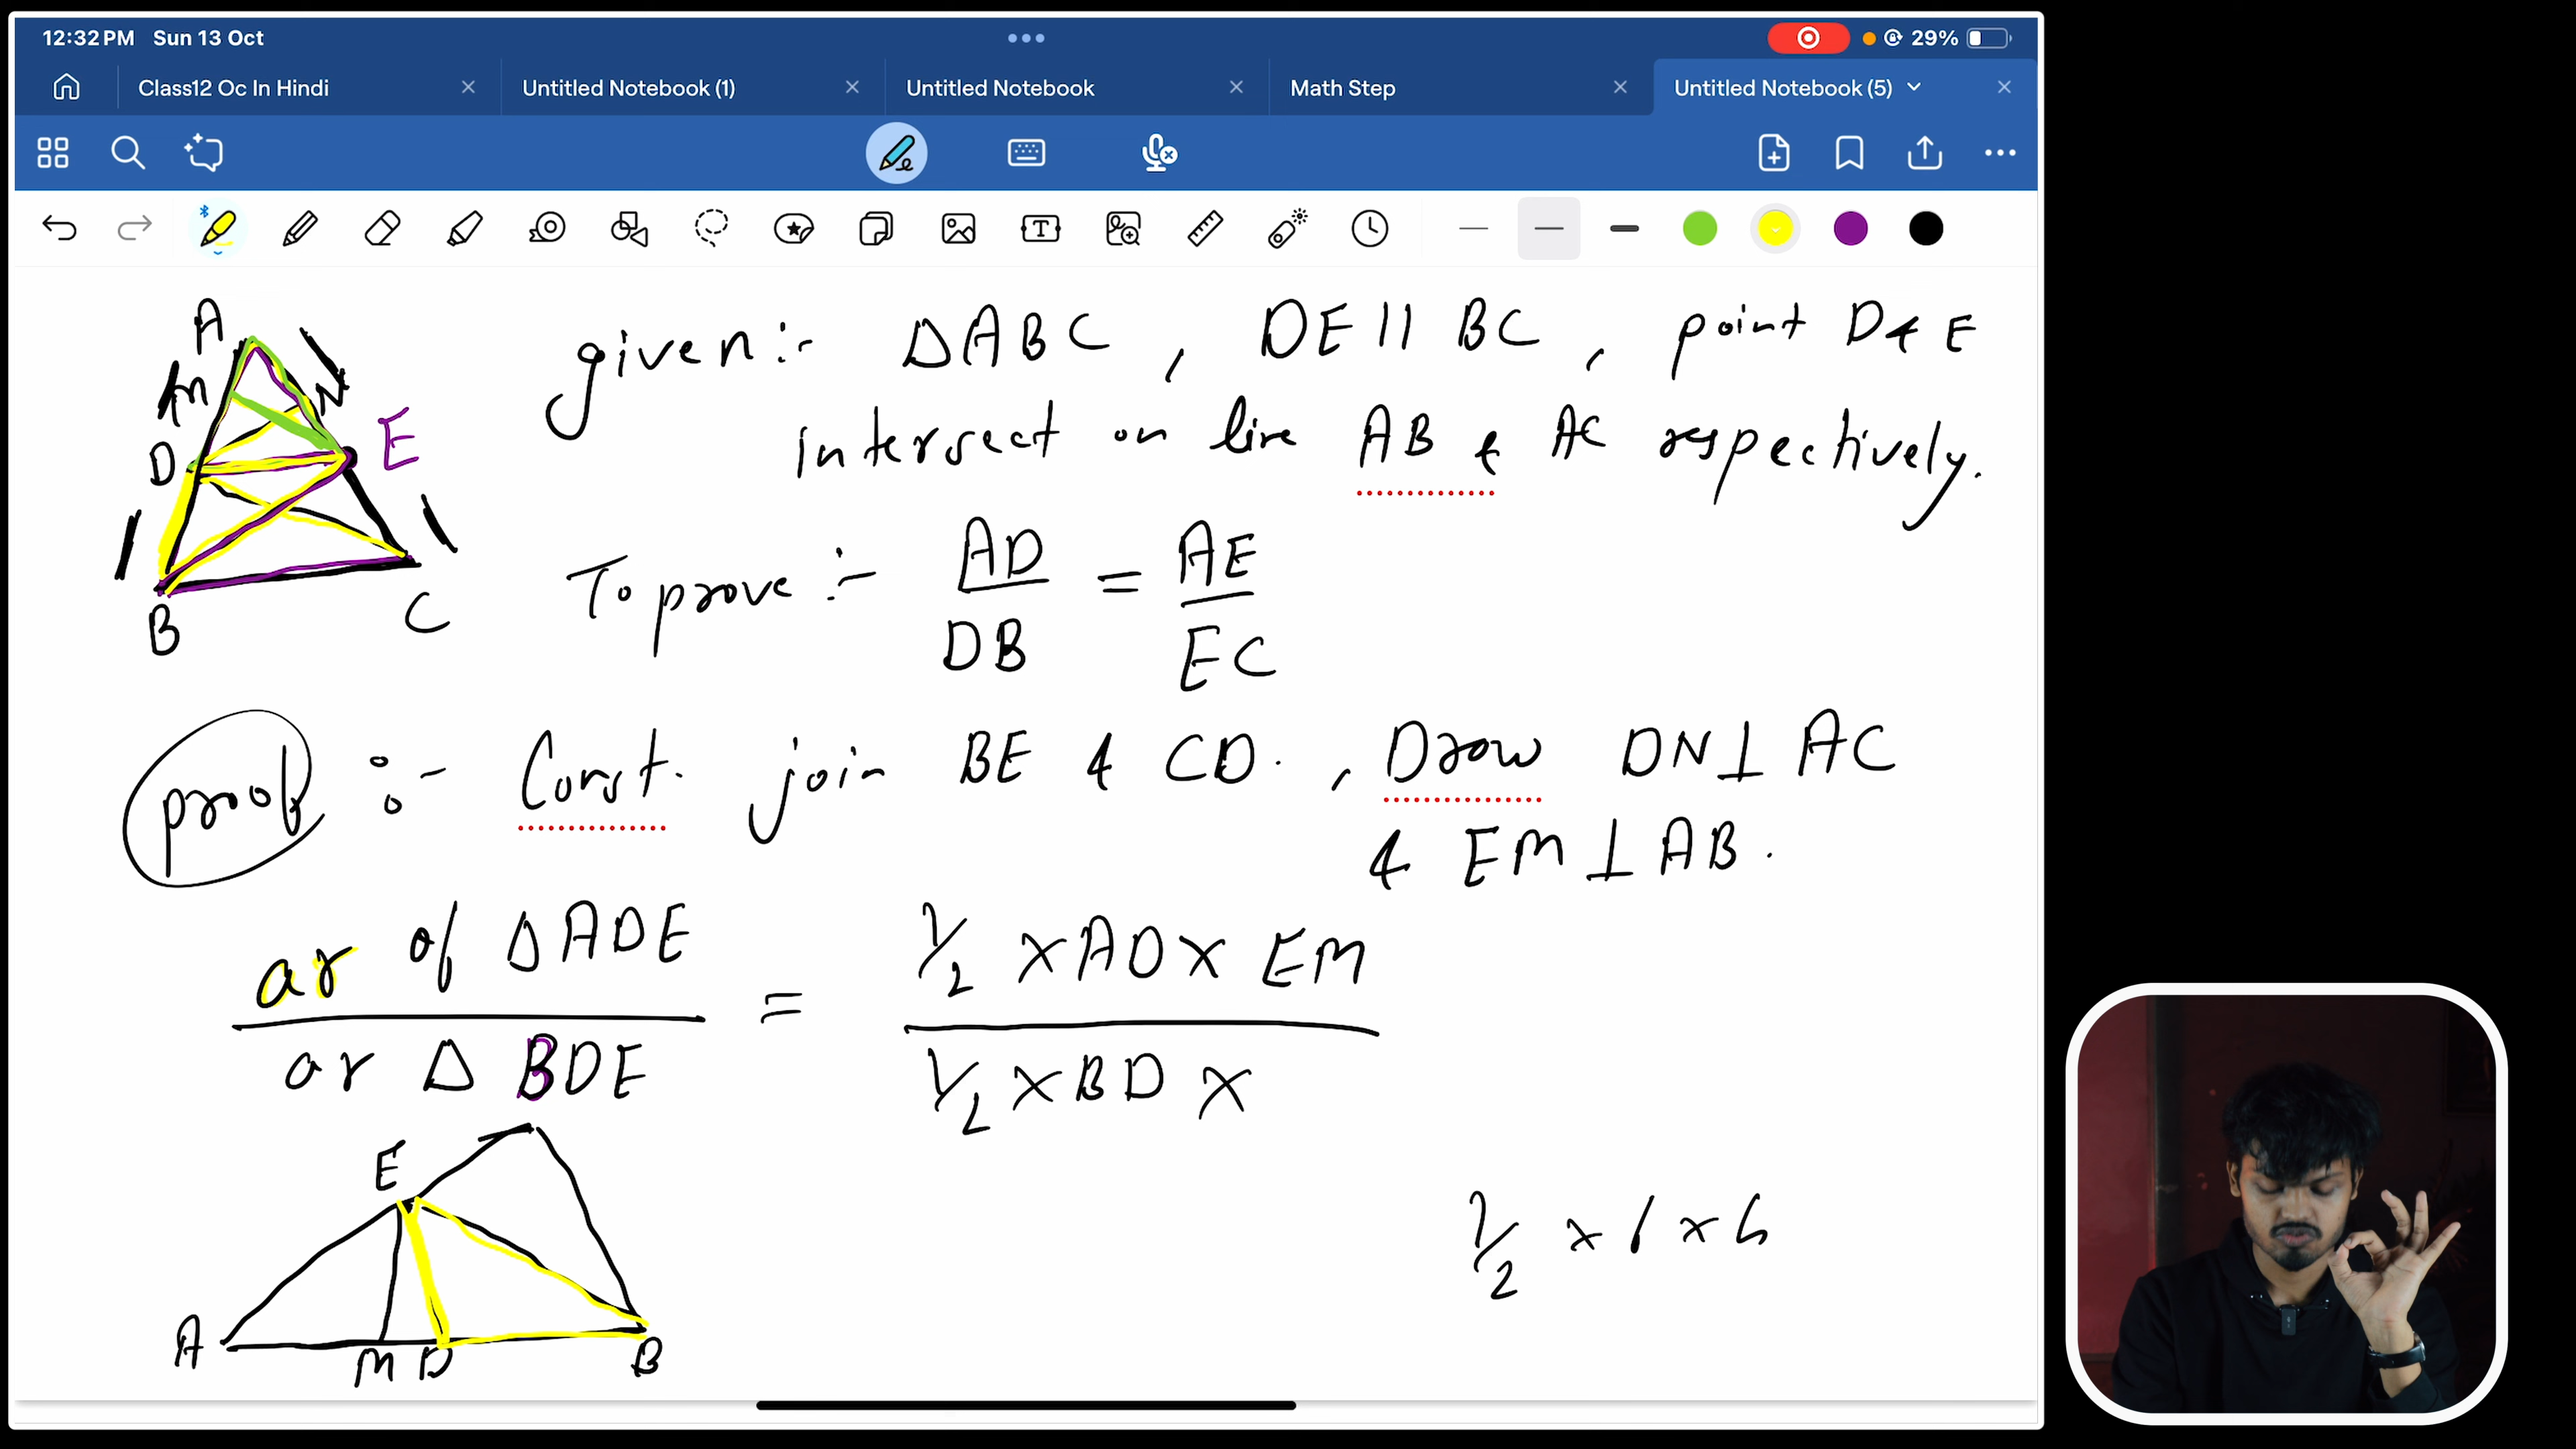 12:32 PM Sun 13 Oct
29%
Class12 Oc In Hindi
Untitled Notebook (1)
Untitled Notebook
Math Step
Untitled Notebook (5)
A
M
N
D
E
B
C
given :- ΔABC , DE || BC , point D & E
intersect on line AB & AC respectively.
To prove :- AD/DB = AE/EC
proof :- Const. join BE & CD. , Draw DN ⊥ AC
& EM ⊥ AB .
ar of ΔADE / ar Δ BDE = 1/2 × AD × EM / 1/2 × BD ×
E
A
M D
B
1/2 × b × h